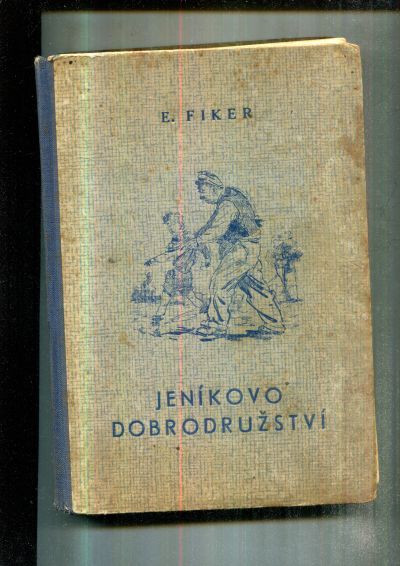 E. FIKER
JENÍKOVO
DOBRODRUŽSTVÍ